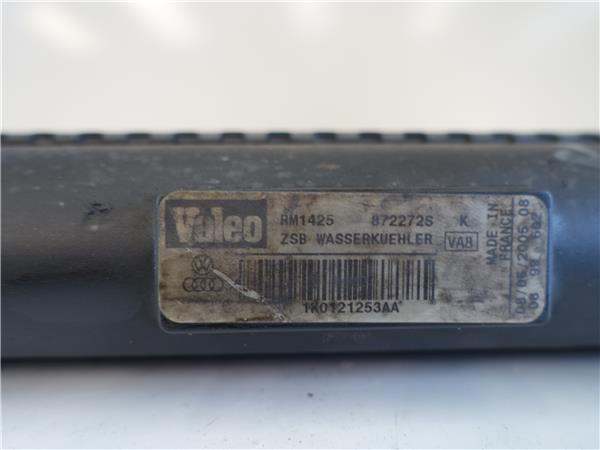 Valeo
RM1425 872272S K
ZSB WASSERKUEHLER VA8
1K0121253AA
MADE IN
FRANCE
08/06/2005 08